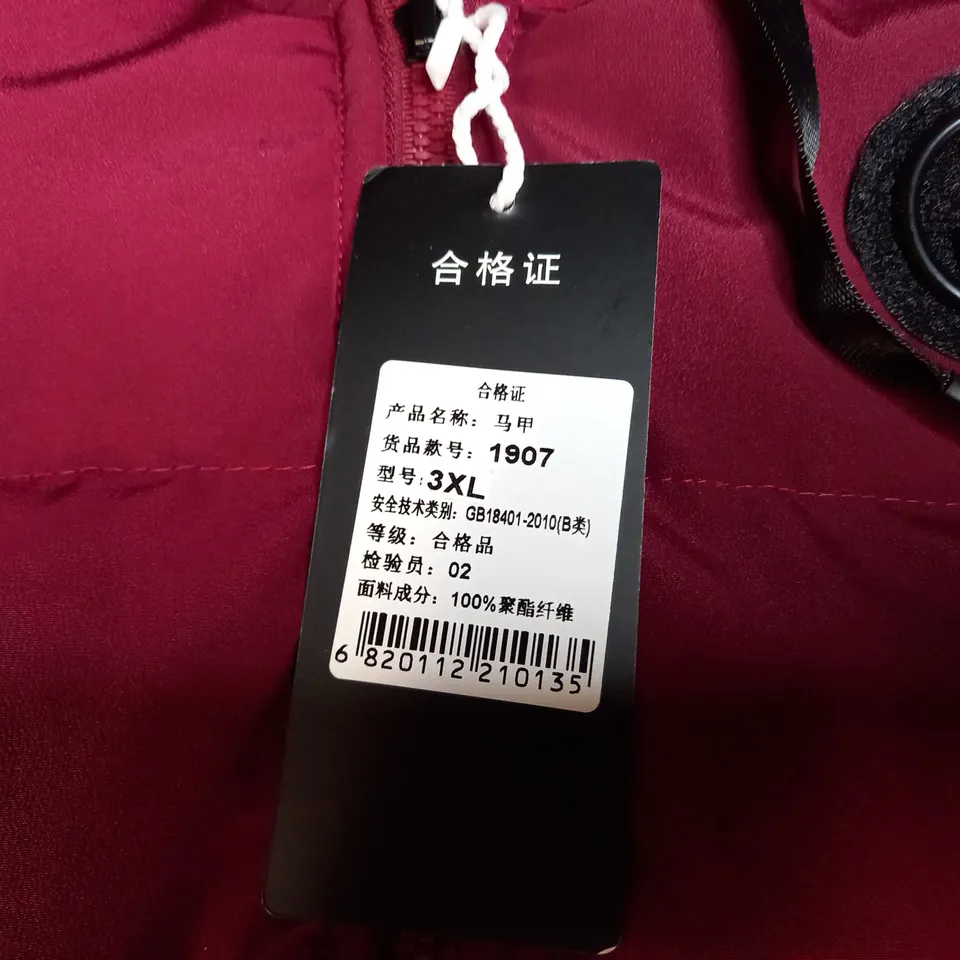 合格证
合格证
产品名称：马甲
货品款号：1907
型号：3XL
安全技术类别：GB18401-2010(B类)
等级：合格品
检验员：02
面料成分：100%聚酯纤维
6 820112 210135